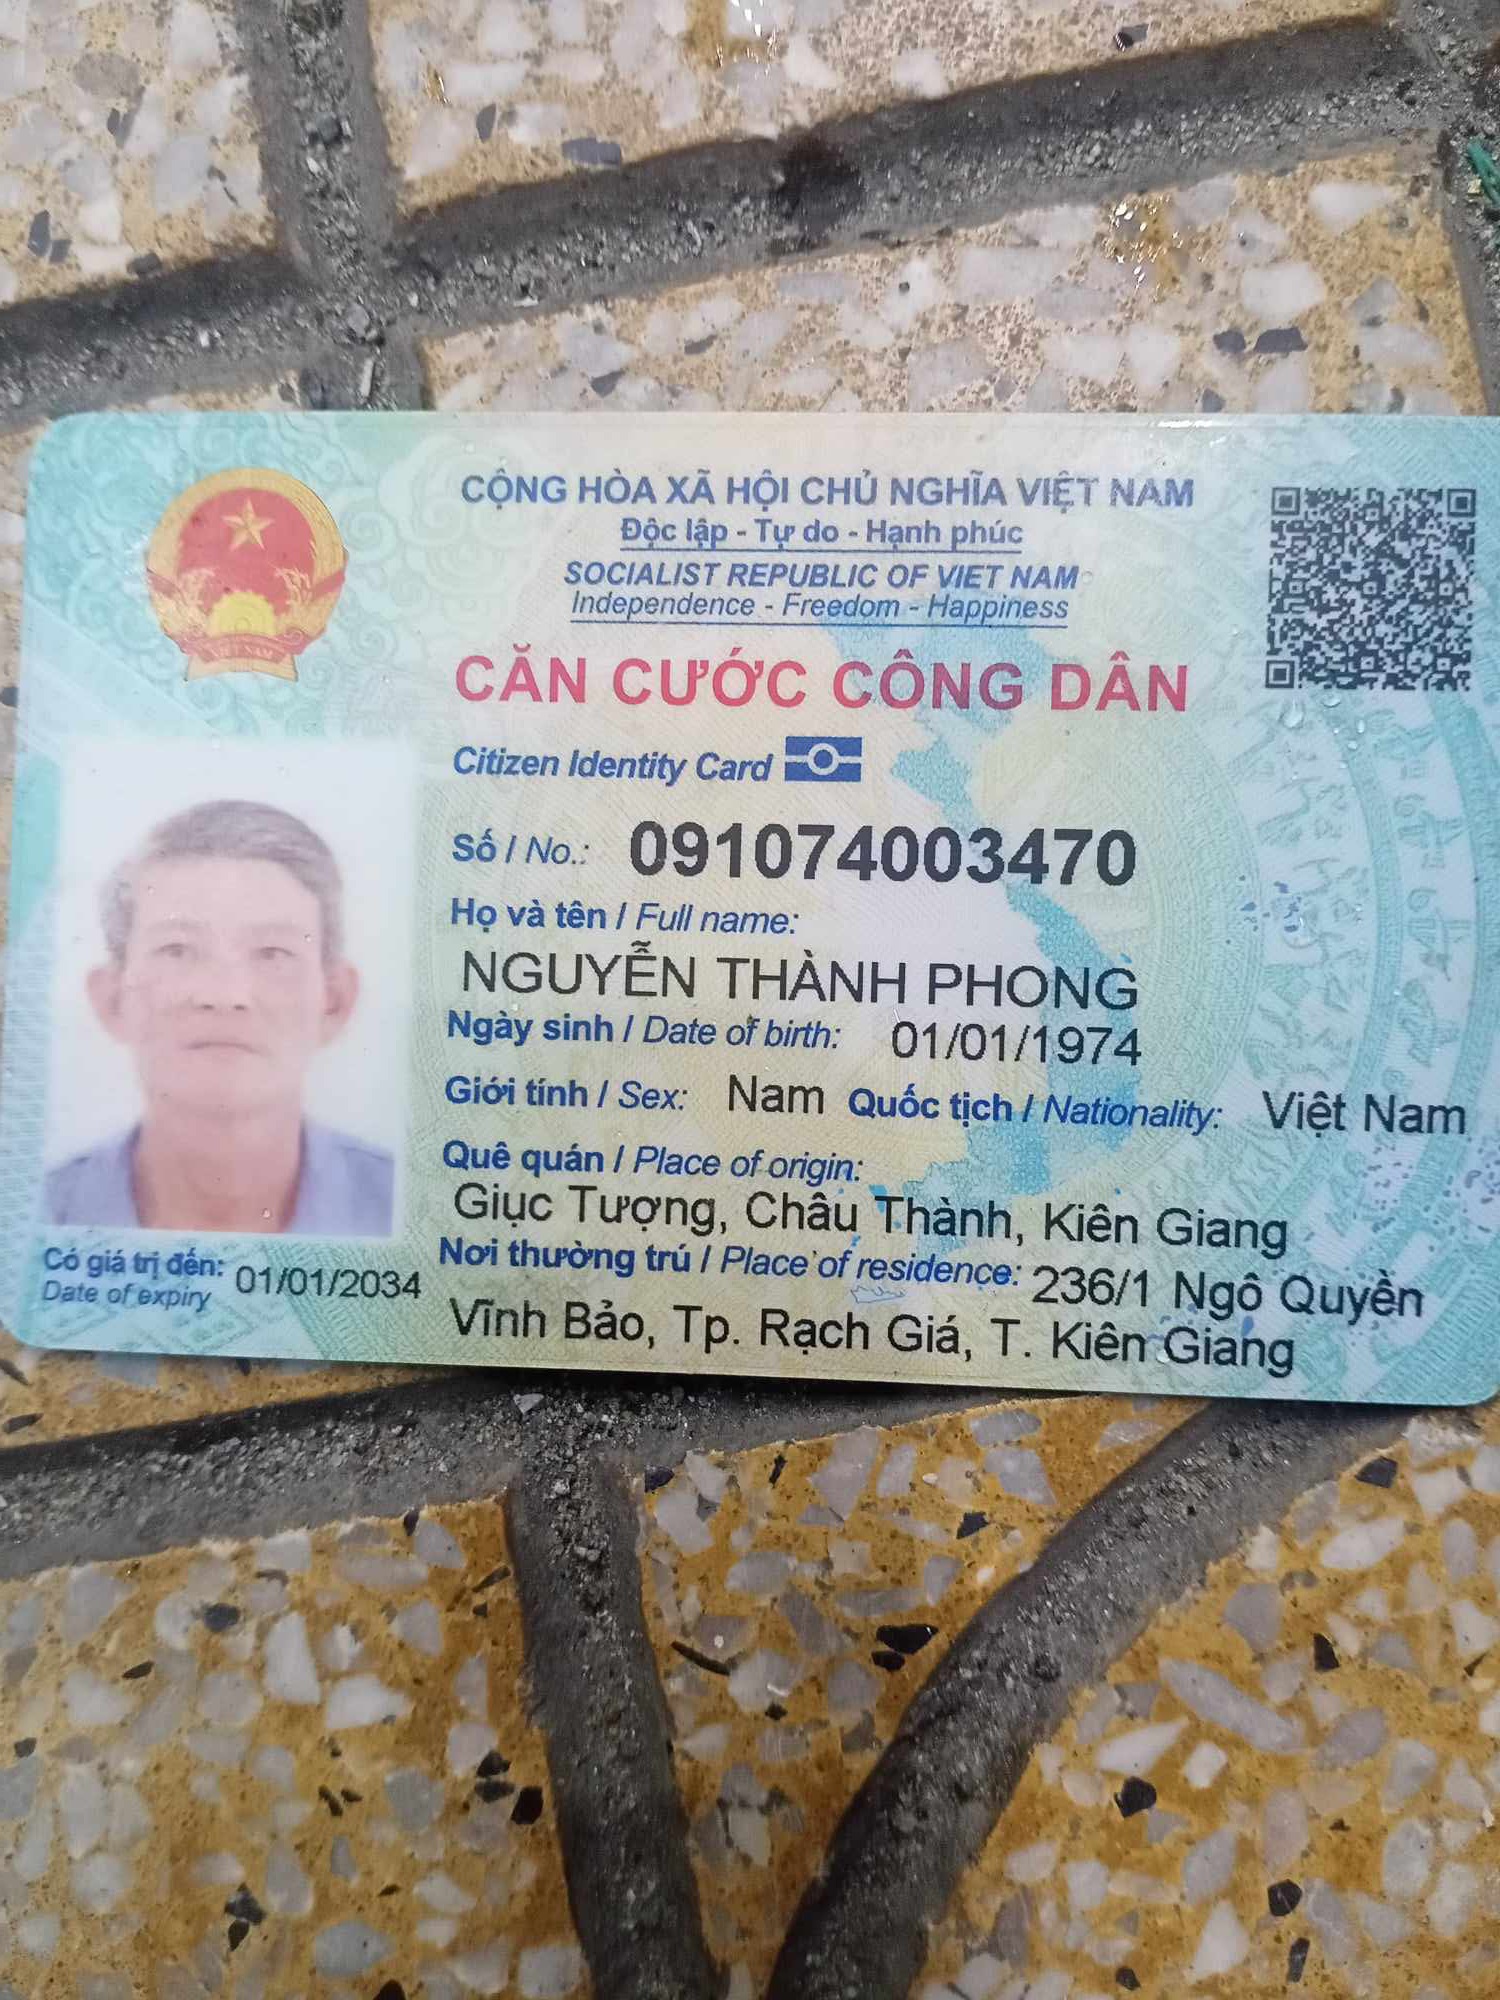 CỘNG HÒA XÃ HỘI CHỦ NGHĨA VIỆT NAM
Độc lập - Tự do - Hạnh phúc
SOCIALIST REPUBLIC OF VIET NAM
Independence - Freedom - Happiness
CĂN CƯỚC CÔNG DÂN
Citizen Identity Card
Số / No.: 091074003470
Họ và tên / Full name:
NGUYỄN THÀNH PHONG
Ngày sinh / Date of birth: 01/01/1974
Giới tính / Sex: Nam Quốc tịch / Nationality: Việt Nam
Quê quán / Place of origin:
Giục Tượng, Châu Thành, Kiên Giang
Nơi thường trú / Place of residence: 236/1 Ngô Quyền
Vĩnh Bảo, Tp. Rạch Giá, T. Kiên Giang
Có giá trị đến: 01/01/2034
Date of expiry
VIỆT NAM